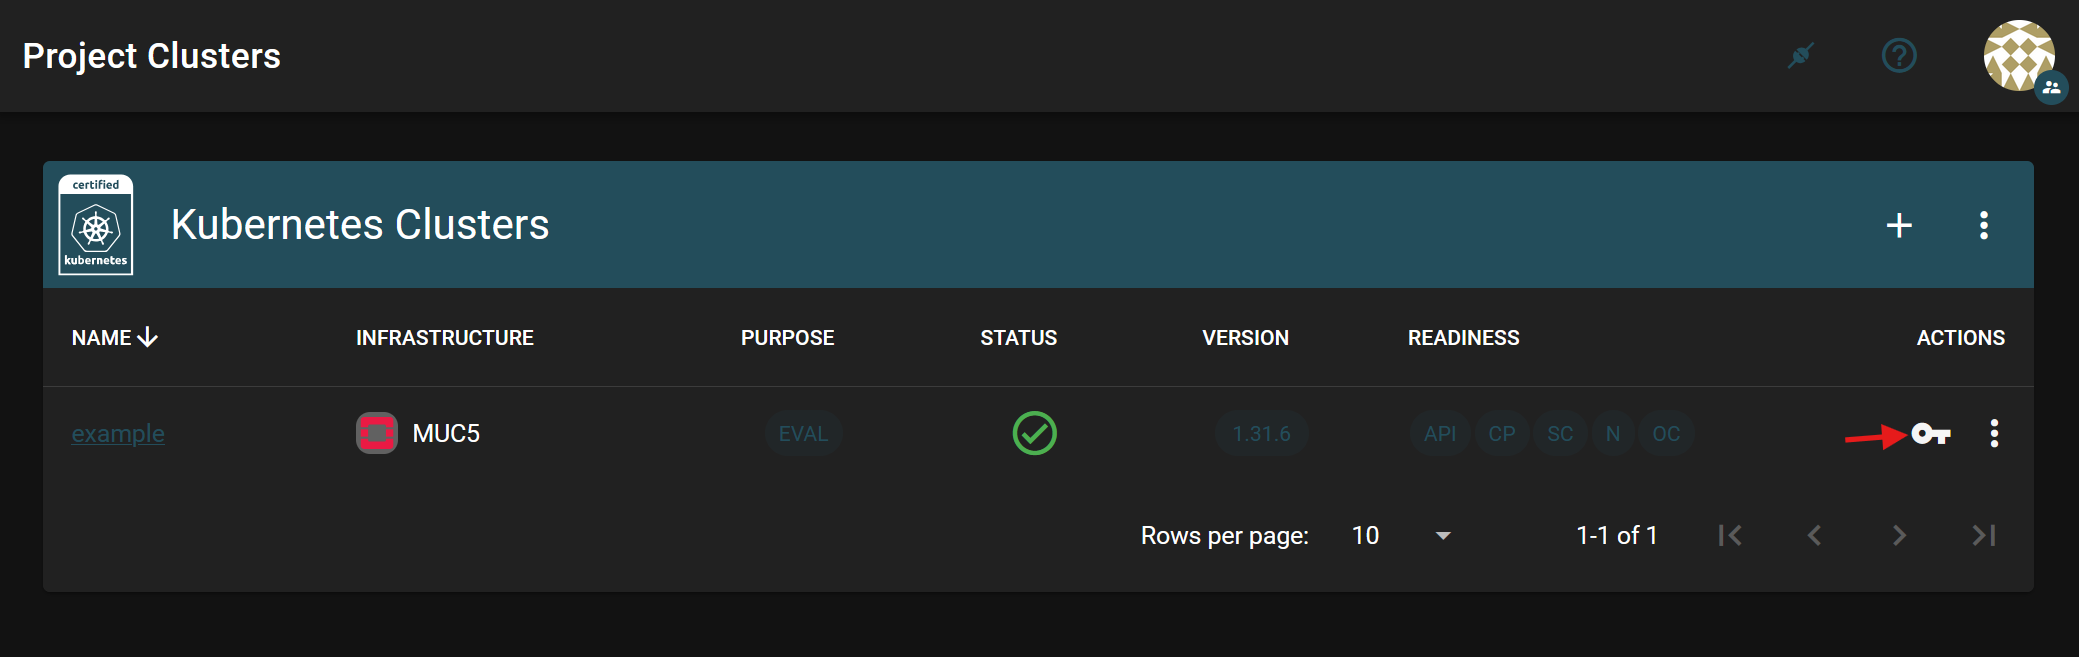 Project Clusters
certified
kubernetes
Kubernetes Clusters
NAME INFRASTRUCTURE PURPOSE STATUS VERSION READINESS ACTIONS
example MUC5 EVAL 1.31.6 API CP SC N OC
Rows per page: 10 1-1 of 1